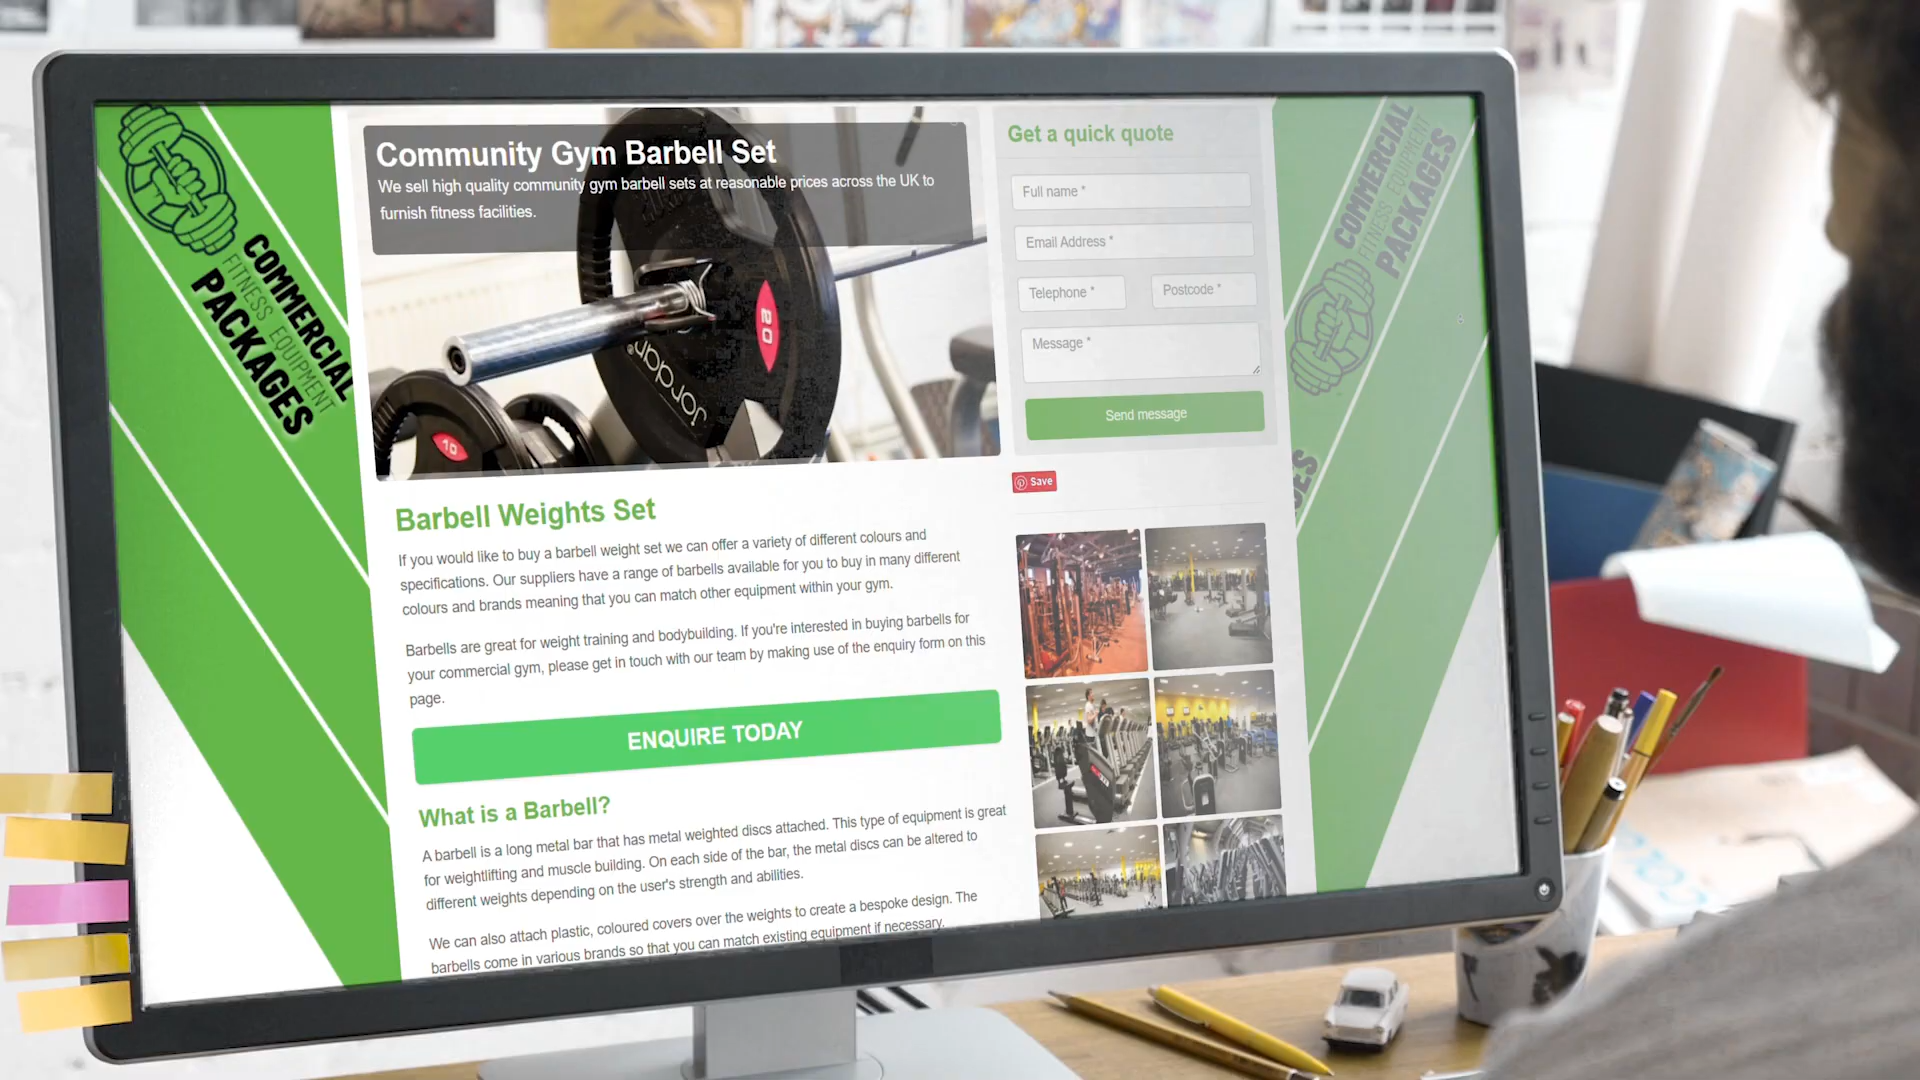 COMMERCIAL
FITNESS EQUIPMENT
PACKAGES
Community Gym Barbell Set
We sell high quality community gym barbell sets at reasonable prices across the UK to
furnish fitness facilities.
20
Jordan
10
Get a quick quote
Full name *
Email Address *
Telephone * Postcode *
Message *
Send message
Save
COMMERCIAL
FITNESS EQUIPMENT
PACKAGES
Barbell Weights Set
If you would like to buy a barbell weight set we can offer a variety of different colours and
specifications. Our suppliers have a range of barbells available for you to buy in many different
colours and brands meaning that you can match other equipment within your gym.
Barbells are great for weight training and bodybuilding. If you're interested in buying barbells for
your commercial gym, please get in touch with our team by making use of the enquiry form on this
page.
ENQUIRE TODAY
What is a Barbell?
A barbell is a long metal bar that has metal weighted discs attached. This type of equipment is great
for weightlifting and muscle building. On each side of the bar, the metal discs can be altered to
different weights depending on the user's strength and abilities.
We can also attach plastic, coloured covers over the weights to create a bespoke design. The
barbells come in various brands so that you can match existing equipment if necessary.